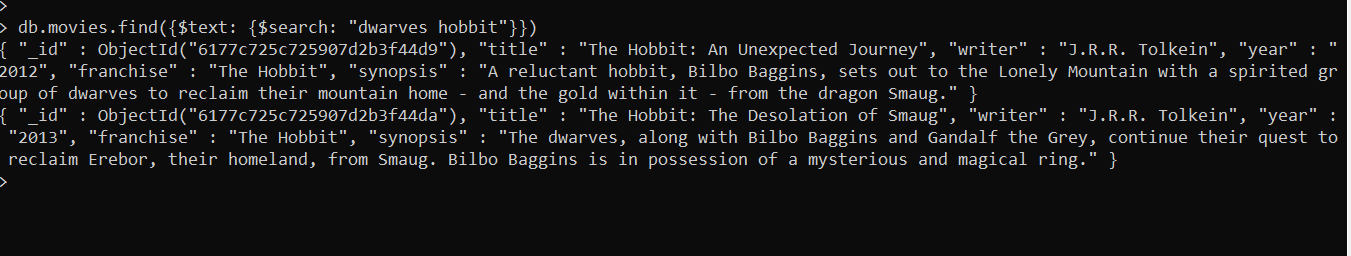 >
> db.movies.find({$text: {$search: "dwarves hobbit"}})
{ "_id" : ObjectId("6177c725c725907d2b3f44d9"), "title" : "The Hobbit: An Unexpected Journey", "writer" : "J.R.R. Tolkein", "year" : "
2012", "franchise" : "The Hobbit", "synopsis" : "A reluctant hobbit, Bilbo Baggins, sets out to the Lonely Mountain with a spirited gr
oup of dwarves to reclaim their mountain home - and the gold within it - from the dragon Smaug." }
{ "_id" : ObjectId("6177c725c725907d2b3f44da"), "title" : "The Hobbit: The Desolation of Smaug", "writer" : "J.R.R. Tolkein", "year" :
 "2013", "franchise" : "The Hobbit", "synopsis" : "The dwarves, along with Bilbo Baggins and Gandalf the Grey, continue their quest to
 reclaim Erebor, their homeland, from Smaug. Bilbo Baggins is in possession of a mysterious and magical ring." }
>